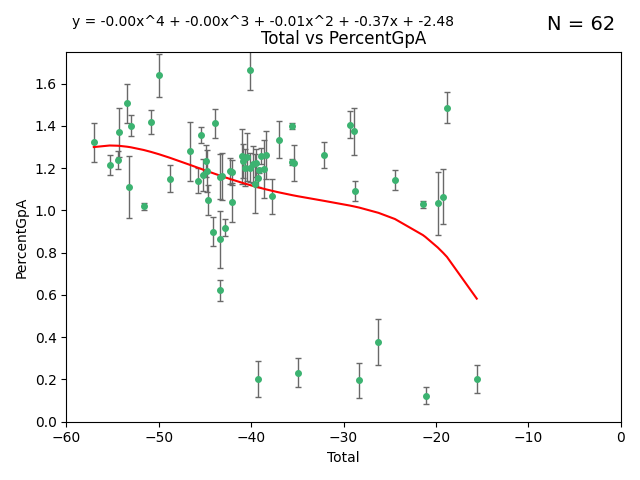 y = -0.00x^4 + -0.00x^3 + -0.01x^2 + -0.37x + -2.48
N = 62
Total vs PercentGpA
PercentGpA
1.6
1.4
1.2
1.0
0.8
0.6
0.4
0.2
0.0
−60 −50 −40 −30 −20 −10 0
Total